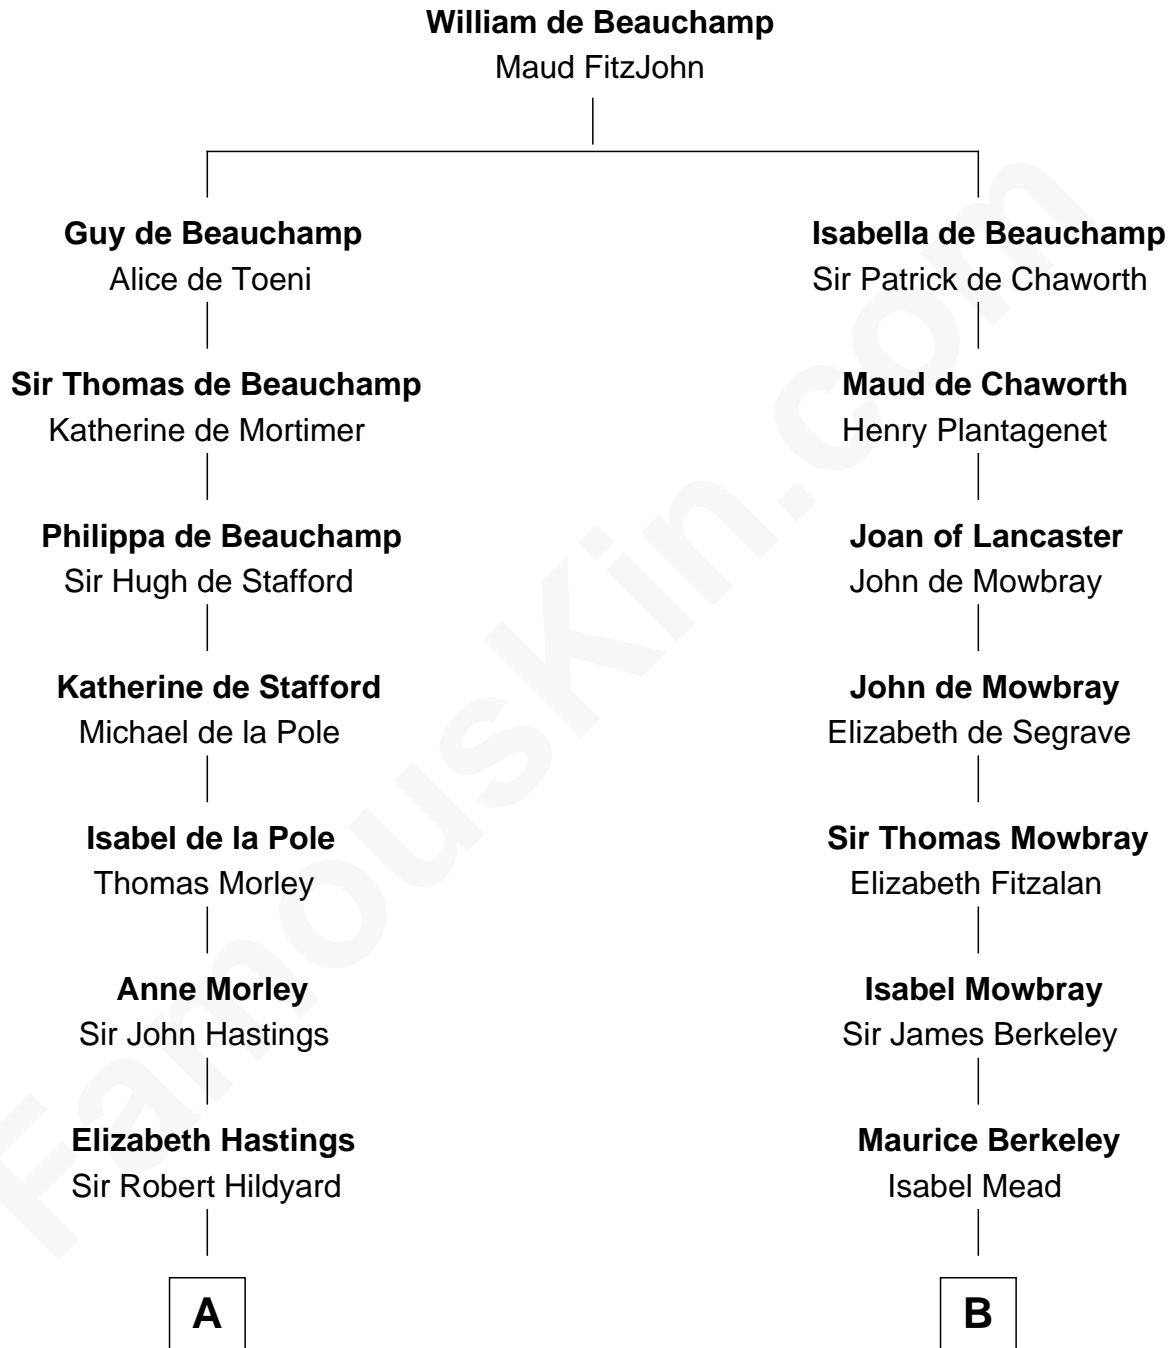 William de Beauchamp
Maud FitzJohn
Guy de Beauchamp
Alice de Toeni
Isabella de Beauchamp
Sir Patrick de Chaworth
Sir Thomas de Beauchamp
Katherine de Mortimer
Maud de Chaworth
Henry Plantagenet
Philippa de Beauchamp
Sir Hugh de Stafford
Joan of Lancaster
John de Mowbray
Katherine de Stafford
Michael de la Pole
John de Mowbray
Elizabeth de Segrave
Isabel de la Pole
Thomas Morley
Sir Thomas Mowbray
Elizabeth Fitzalan
Anne Morley
Sir John Hastings
Isabel Mowbray
Sir James Berkeley
Elizabeth Hastings
Sir Robert Hildyard
Maurice Berkeley
Isabel Mead
A
B
FamousKin.com